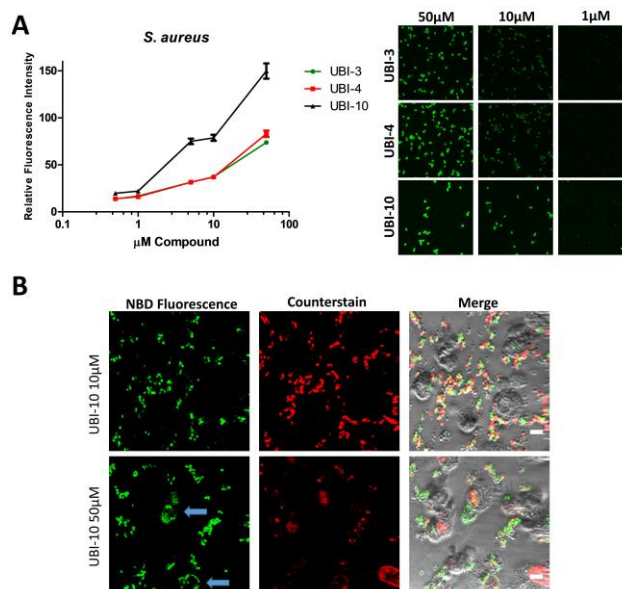 A
S. aureus
Relative Fluorescence Intensity
150
100
50
0
0.1
1
10
100
μM Compound
UBI-3
UBI-4
UBI-10
50μM
10μM
1μM
UBI-3
UBI-4
UBI-10
B
NBD Fluorescence
Counterstain
Merge
UBI-10 10μM
UBI-10 50μM